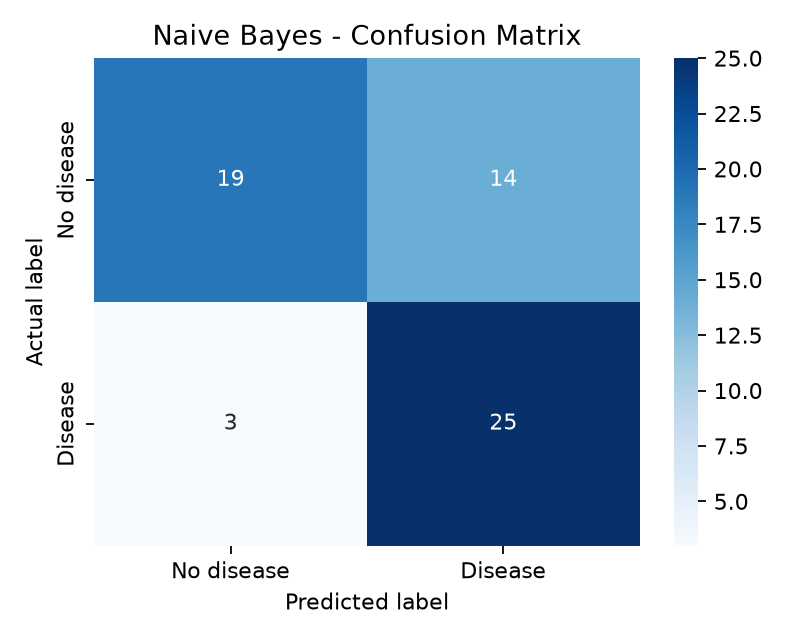 Naive Bayes - Confusion Matrix
Actual label
No disease
19
14
Disease
3
25
No disease
Disease
Predicted label
25.0
22.5
20.0
17.5
15.0
12.5
10.0
7.5
5.0